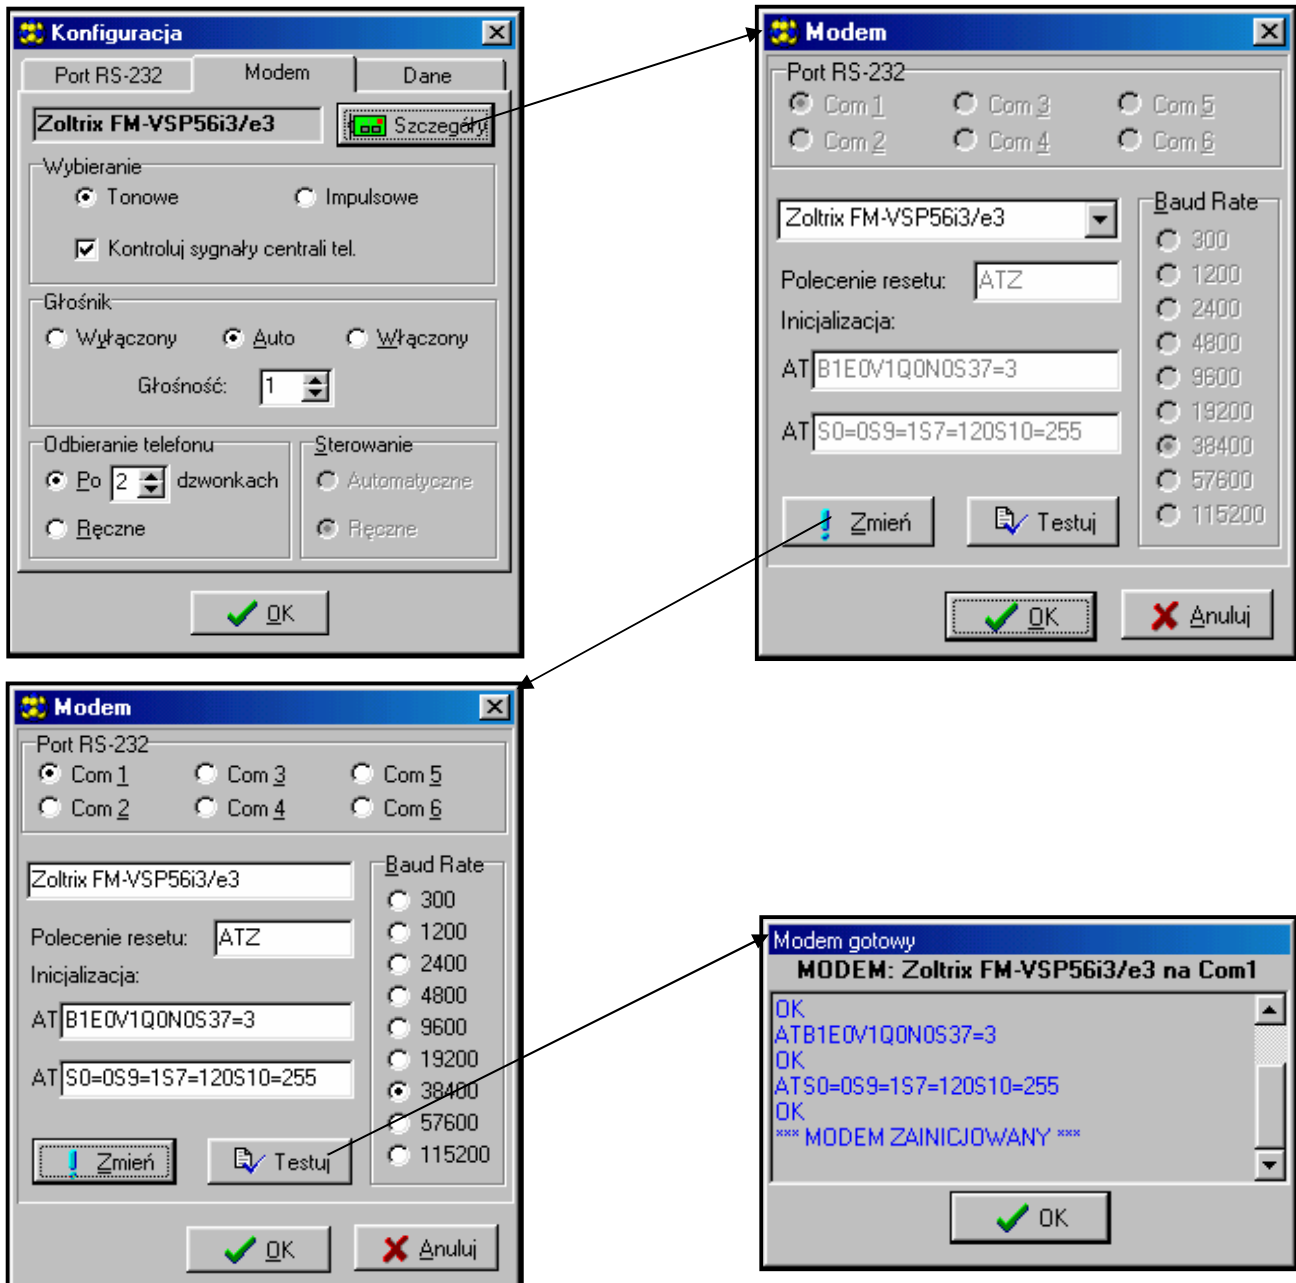 Konfiguracja
Port RS-232 Modem Dane
Zoltrix FM-VSP56i3/e3 Szczegóły
Wybieranie
Tonowe Impulsowe
Kontroluj sygnały centrali tel.
Głośnik
Wyłączony Auto Włączony
Głośność: 1
Odbieranie telefonu Sterowanie
Po 2 dzwonkach Automatyczne
Ręczne Ręczne
OK
Modem
Port RS-232
Com 1 Com 3 Com 5
Com 2 Com 4 Com 6
Zoltrix FM-VSP56i3/e3
Baud Rate
300
Polecenie resetu: ATZ
1200
Inicjalizacja:
2400
4800
AT B1E0V1Q0N0S37=3
9600
19200
AT S0=0S9=1S7=120S10=255
38400
57600
Zmień Testuj
115200
OK Anuluj
Modem
Port RS-232
Com 1 Com 3 Com 5
Com 2 Com 4 Com 6
Zoltrix FM-VSP56i3/e3
Baud Rate
300
Polecenie resetu: ATZ
1200
Inicjalizacja:
2400
4800
AT B1E0V1Q0N0S37=3
9600
19200
AT S0=0S9=1S7=120S10=255
38400
57600
Zmień Testuj
115200
OK Anuluj
Modem gotowy
MODEM: Zoltrix FM-VSP56i3/e3 na Com1
OK
ATB1E0V1Q0N0S37=3
OK
ATS0=0S9=1S7=120S10=255
OK
*** MODEM ZAINICJOWANY ***
OK